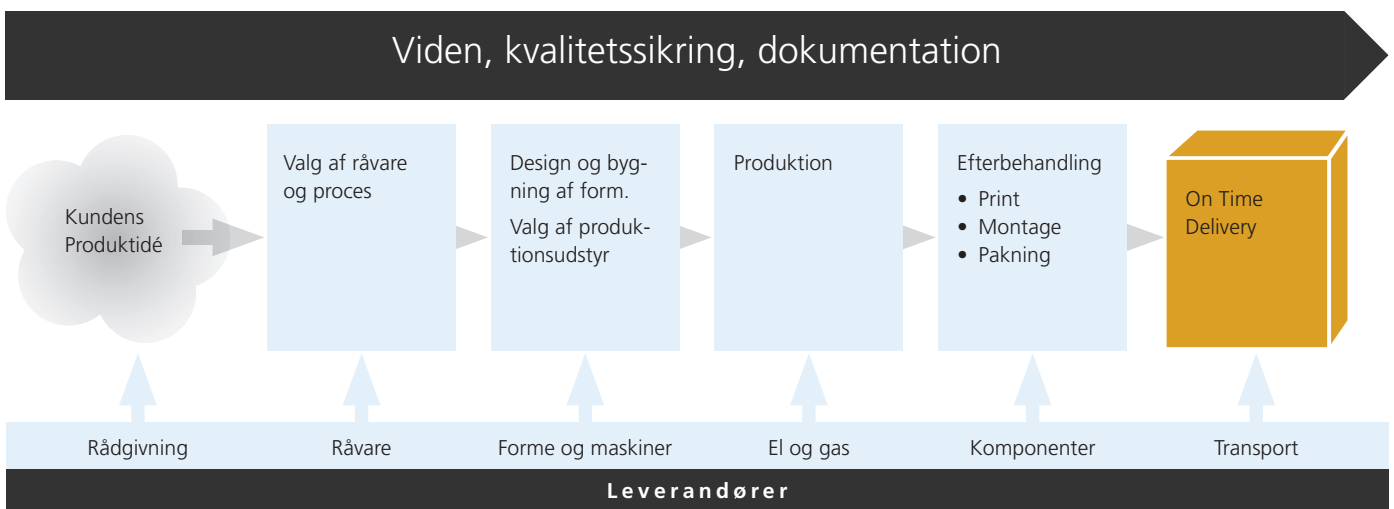 Viden, kvalitetssikring, dokumentation
Kundens
Produktidé
Valg af råvare
og proces
Design og byg-
ning af form.
Valg af produk-
tionsudstyr
Produktion
Efterbehandling
• Print
• Montage
• Pakning
On Time
Delivery
Rådgivning
Råvare
Forme og maskiner
El og gas
Komponenter
Transport
Leverandører